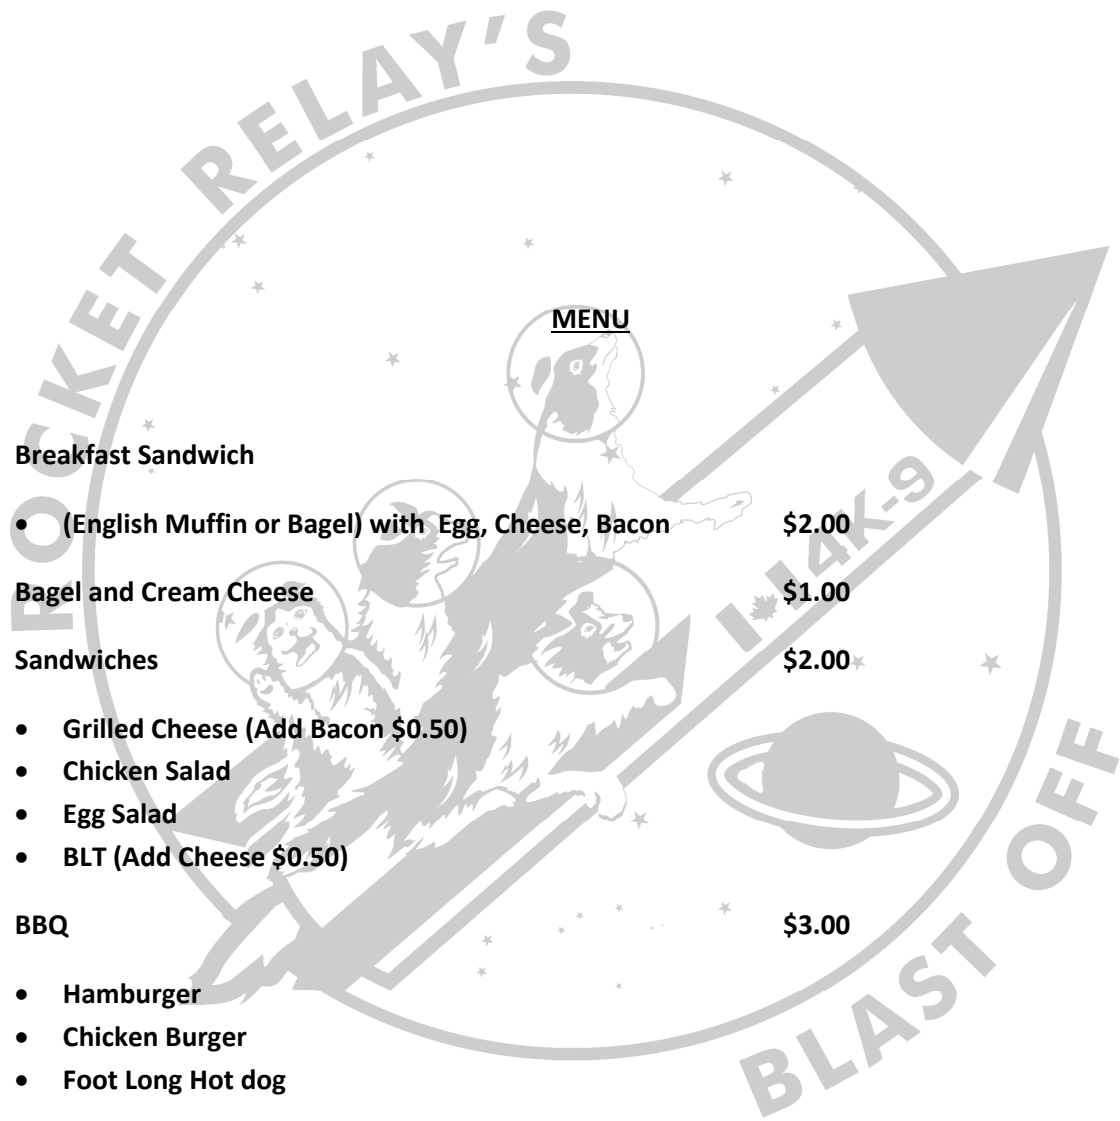 ROCKET RELAY'S
MENU
Breakfast Sandwich
• (English Muffin or Bagel) with Egg, Cheese, Bacon $2.00
Bagel and Cream Cheese $1.00
Sandwiches $2.00
• Grilled Cheese (Add Bacon $0.50)
• Chicken Salad
• Egg Salad
• BLT (Add Cheese $0.50)
BBQ $3.00
• Hamburger
• Chicken Burger
• Foot Long Hot dog
4K-9
BLAST OFF